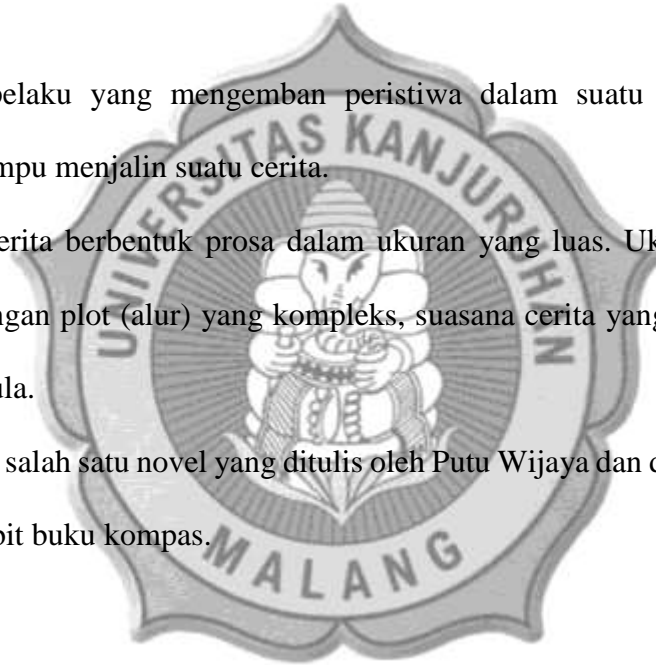 pelaku yang mengemban peristiwa dalam suatu
mpu menjalin suatu cerita.
erita berbentuk prosa dalam ukuran yang luas. Uk
ngan plot (alur) yang kompleks, suasana cerita yang
ula.
salah satu novel yang ditulis oleh Putu Wijaya dan d
bit buku kompas.
UNIVERSITAS KANJURUHAN
MALANG